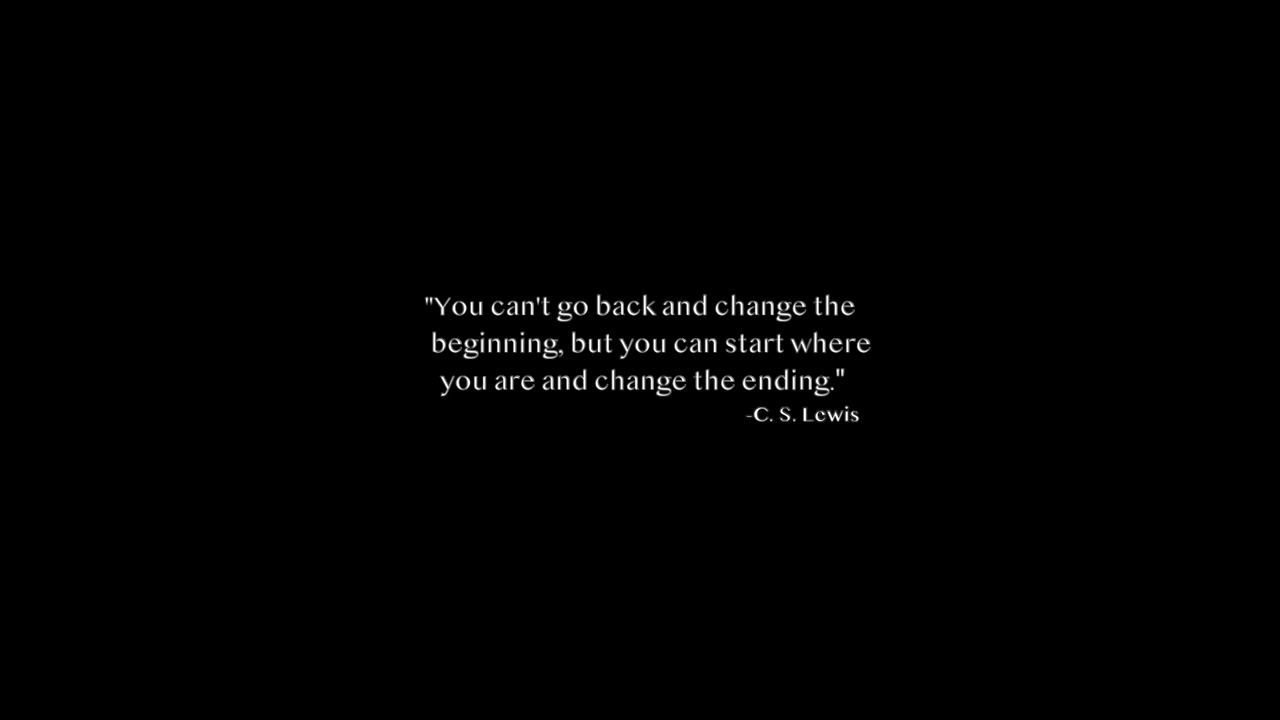 "You can't go back and change the
beginning, but you can start where
you are and change the ending."
-C. S. Lewis